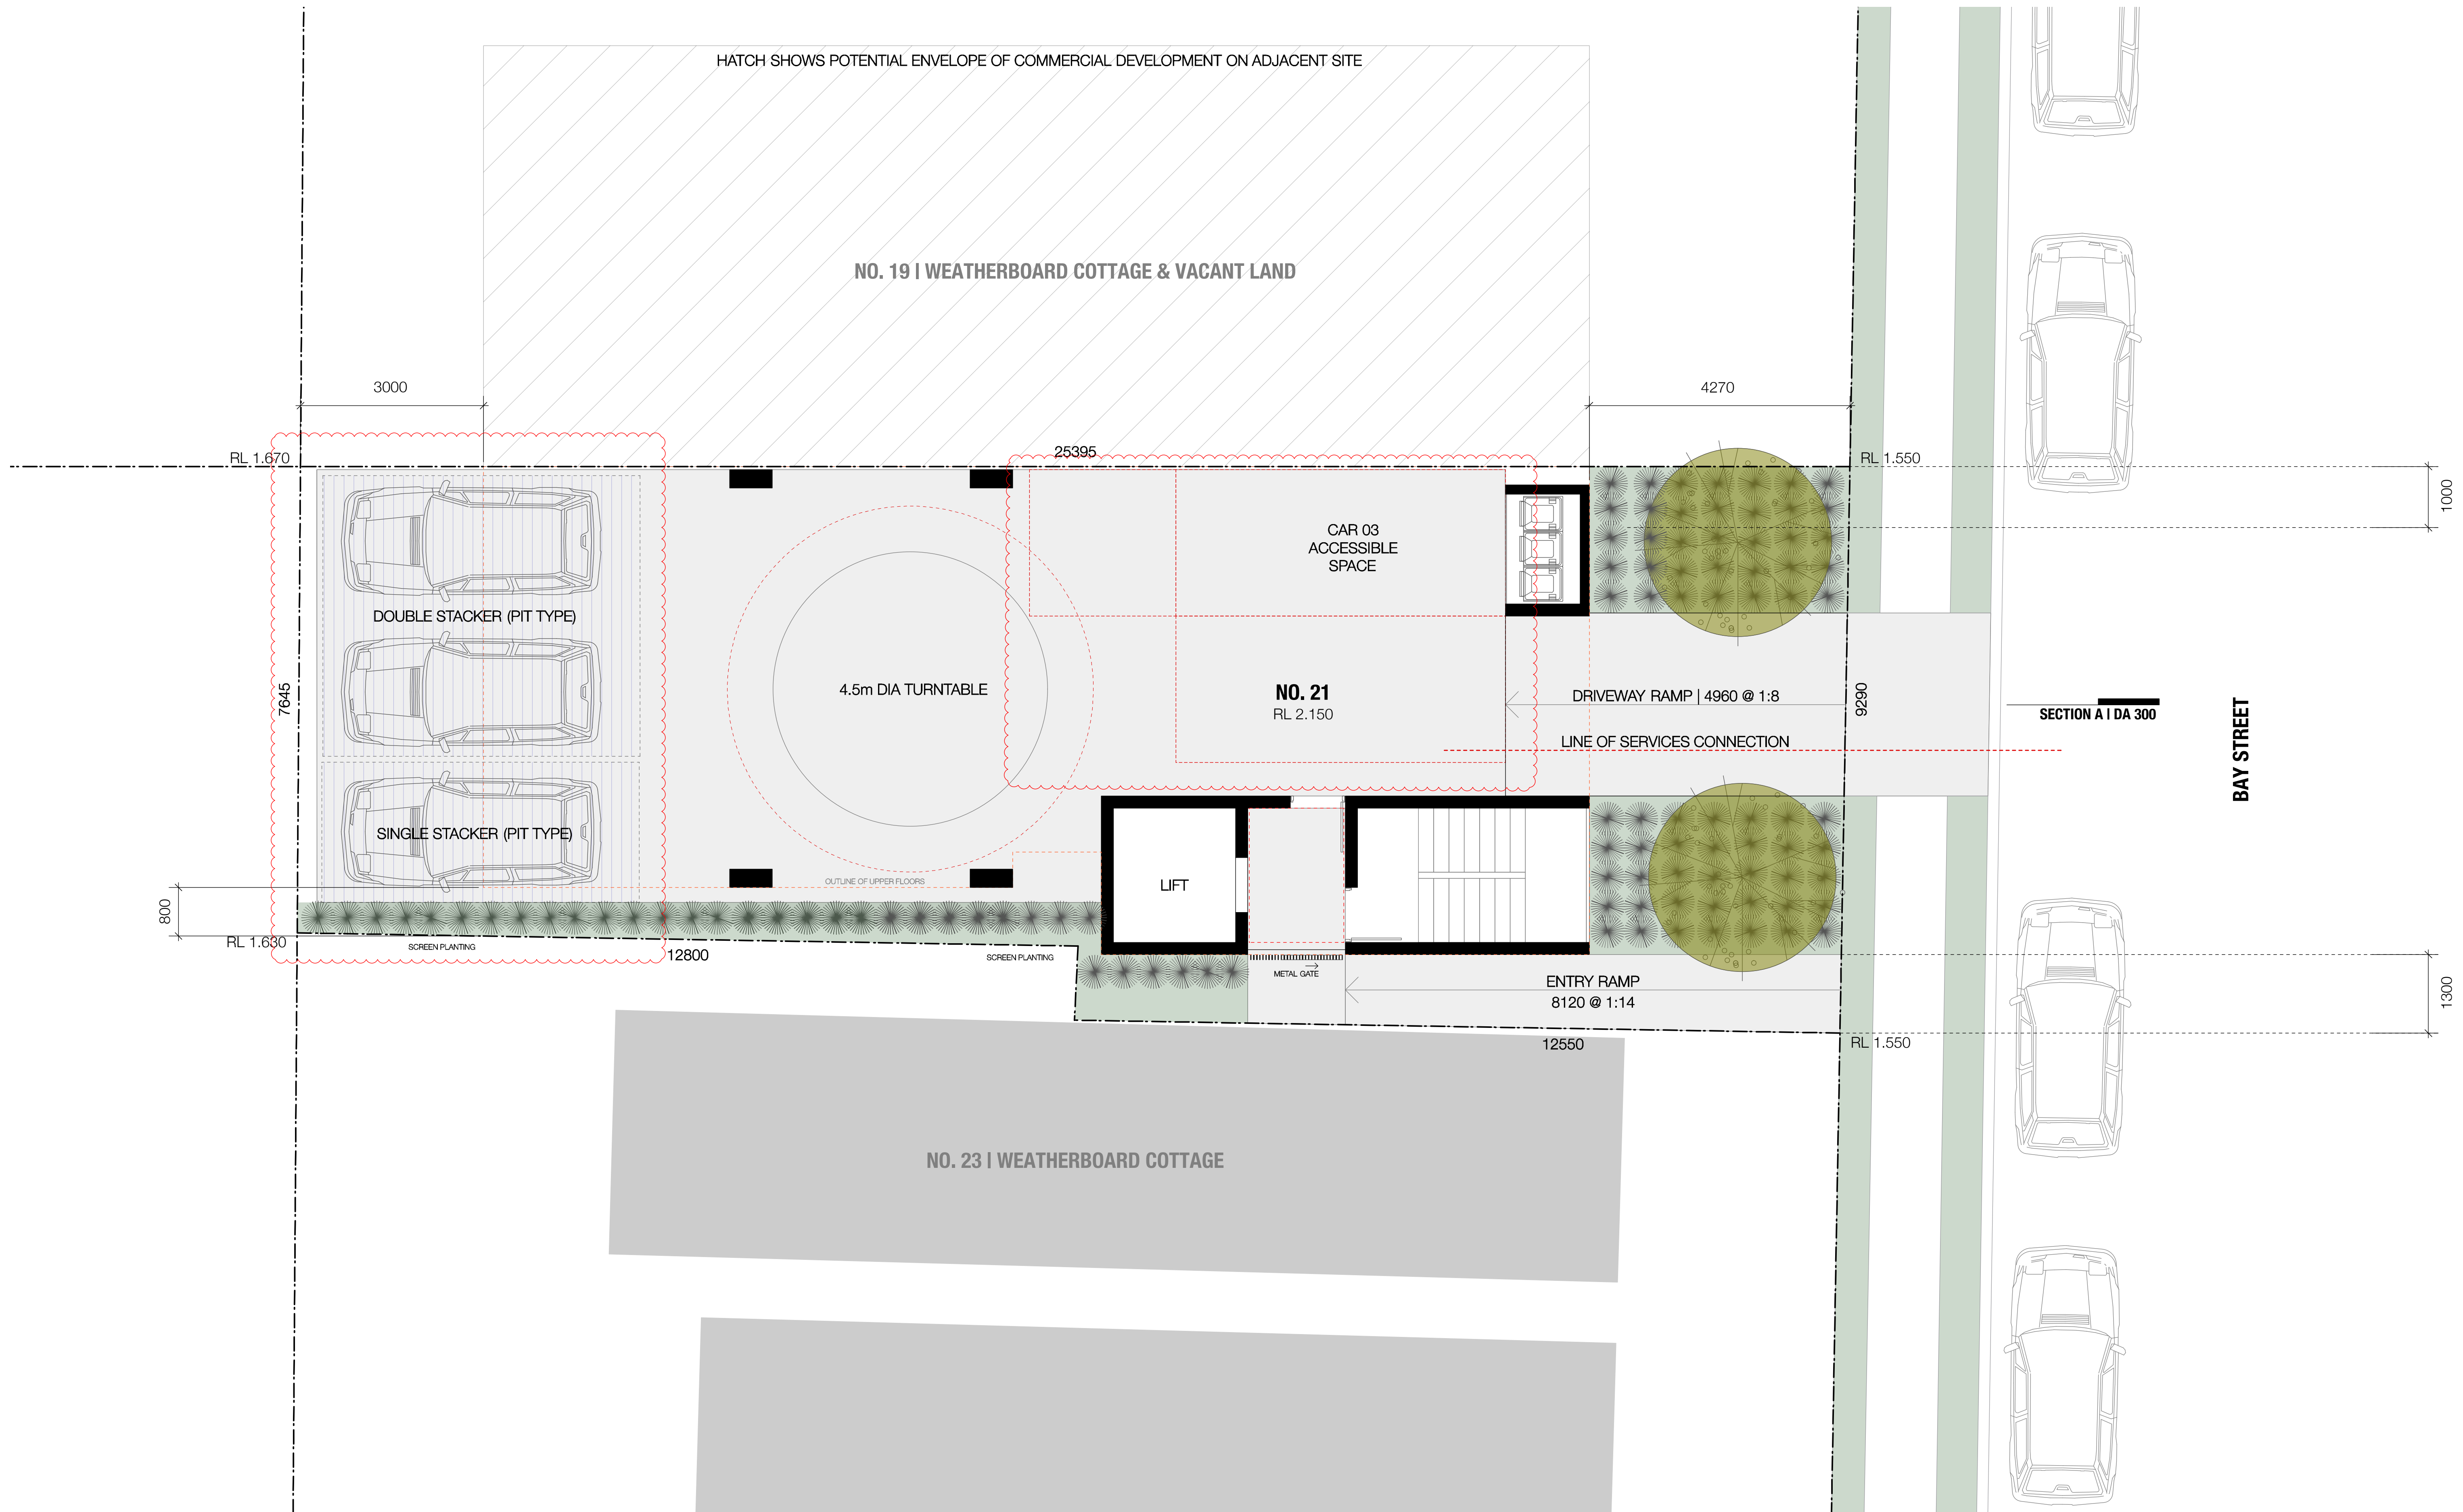 HATCH SHOWS POTENTIAL ENVELOPE OF COMMERCIAL DEVELOPMENT ON ADJACENT SITE
NO. 19 | WEATHERBOARD COTTAGE & VACANT LAND
3000
4270
RL 1.670
25395
RL 1.550
1000
CAR 03
ACCESSIBLE
SPACE
DOUBLE STACKER (PIT TYPE)
7645
4.5m DIA TURNTABLE
NO. 21
RL 2.150
DRIVEWAY RAMP | 4960 @ 1:8
9290
SECTION A | DA 300
BAY STREET
LINE OF SERVICES CONNECTION
SINGLE STACKER (PIT TYPE)
OUTLINE OF UPPER FLOORS
LIFT
800
RL 1.630
SCREEN PLANTING
12800
SCREEN PLANTING
METAL GATE
ENTRY RAMP
8120 @ 1:14
1300
12550
RL 1.550
NO. 23 | WEATHERBOARD COTTAGE